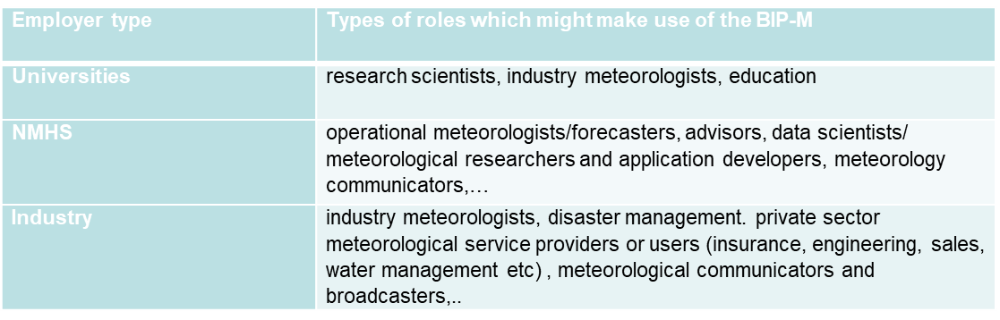 Employer type
Types of roles which might make use of the BIP-M
Universities
research scientists, industry meteorologists, education
NMHS
operational meteorologists/forecasters, advisors, data scientists/
meteorological researchers and application developers, meteorology
communicators,…
Industry
industry meteorologists, disaster management. private sector
meteorological service providers or users (insurance, engineering, sales,
water management etc) , meteorological communicators and
broadcasters,..